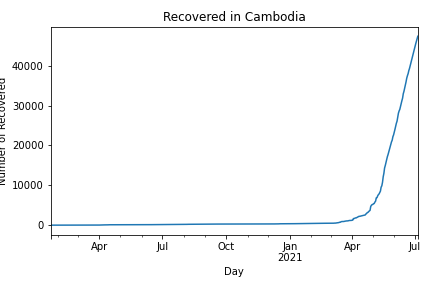 Recovered in Cambodia
Number of Recovered
40000
30000
20000
10000
0
Apr
Jul
Oct
Jan
2021
Apr
Jul
Day